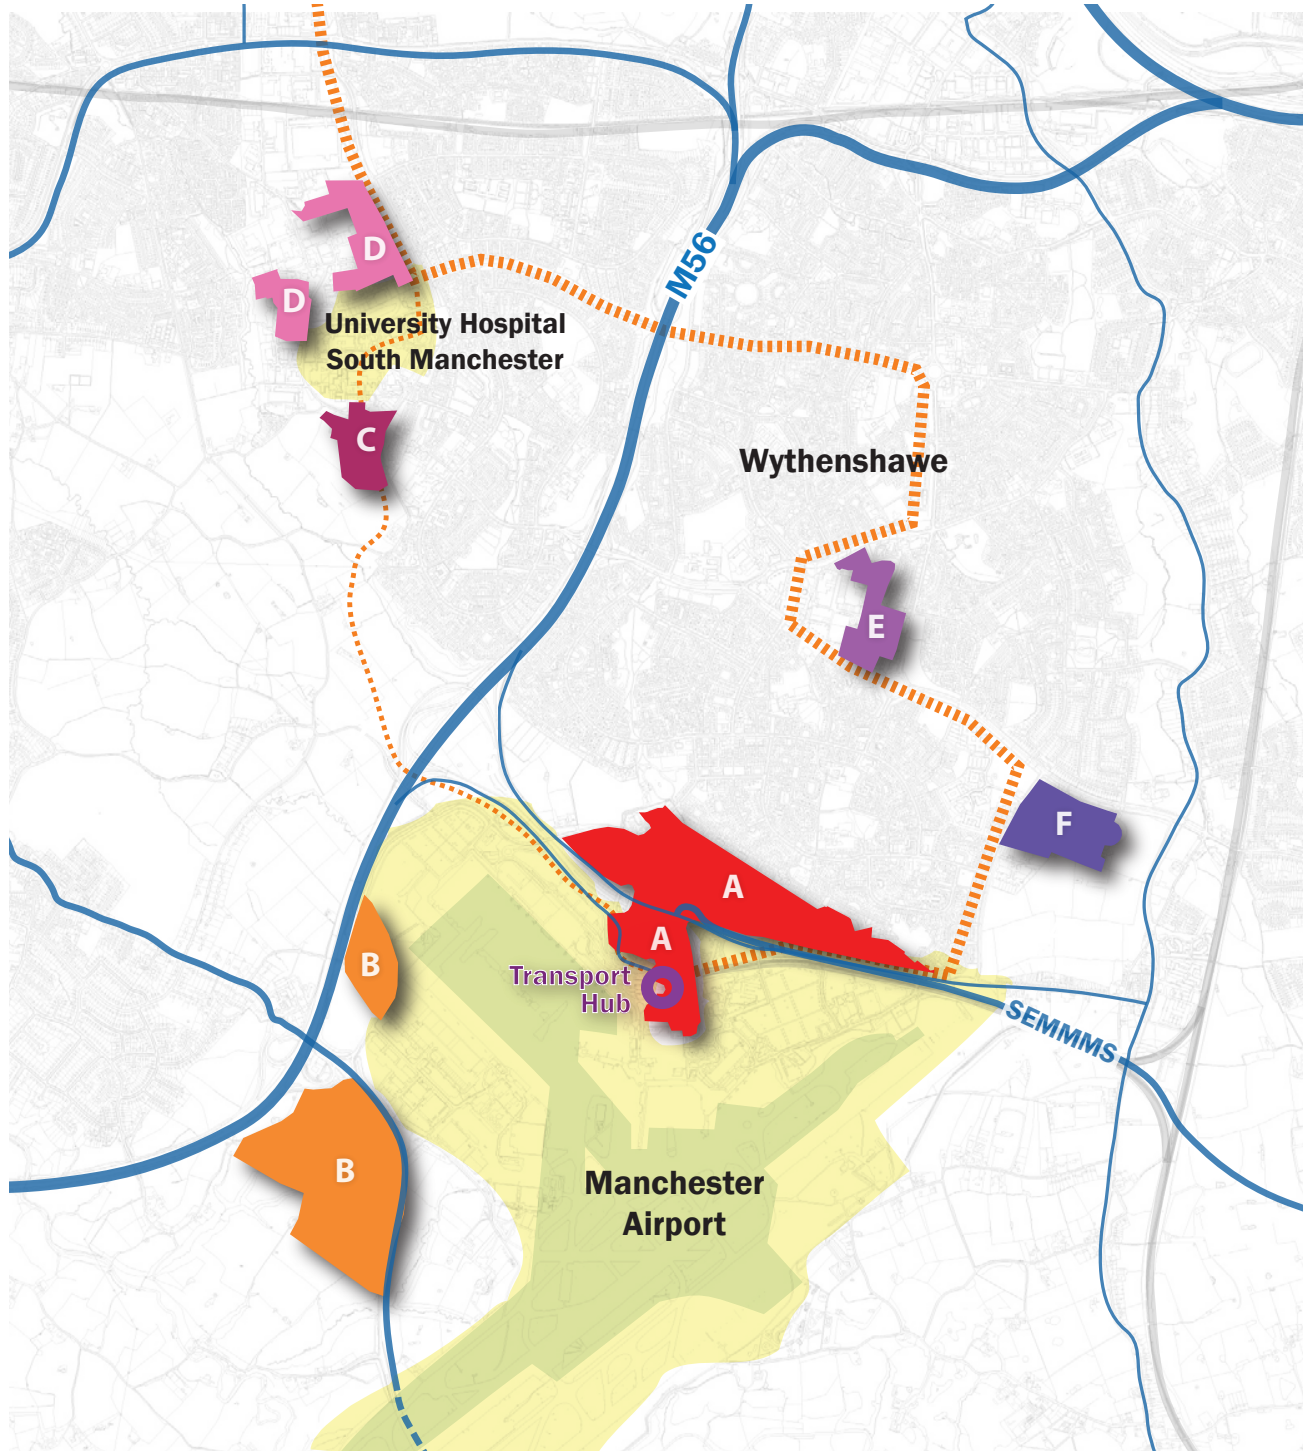 M56
D
D
University Hospital
South Manchester
C
Wythenshawe
E
F
A
A
B
Transport
Hub
SEMMMS
B
Manchester
Airport